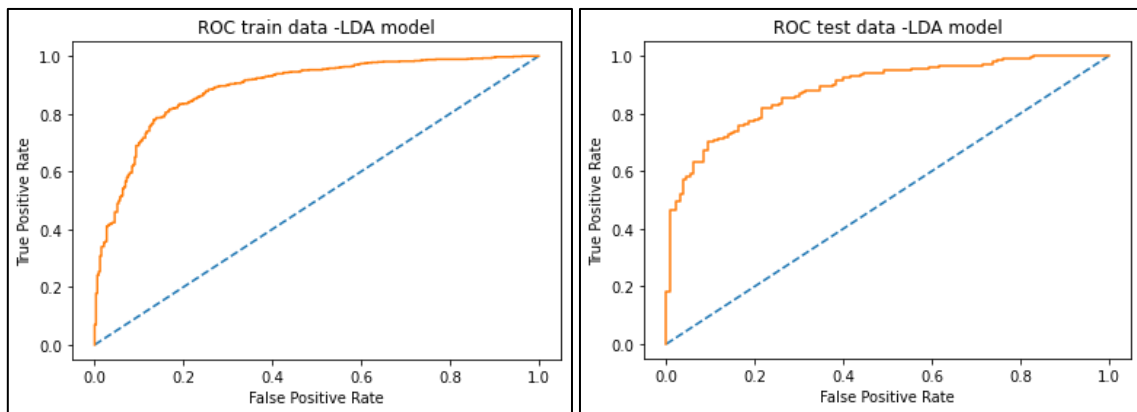 ROC train data -LDA model
1.0
0.8
0.6
0.4
0.2
0.0
True Positive Rate
0.0 0.2 0.4 0.6 0.8 1.0
False Positive Rate
ROC test data -LDA model
1.0
0.8
0.6
0.4
0.2
0.0
True Positive Rate
0.0 0.2 0.4 0.6 0.8 1.0
False Positive Rate